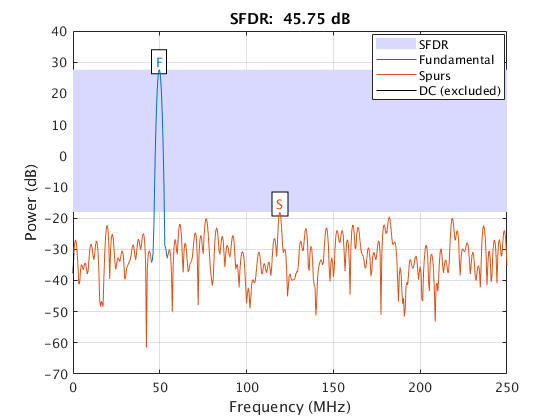 SFDR: 45.75 dB
40
30
20
10
0
-10
-20
-30
-40
-50
-60
-70
Power (dB)
F
S
SFDR
Fundamental
Spurs
DC (excluded)
0
50
100
150
200
250
Frequency (MHz)